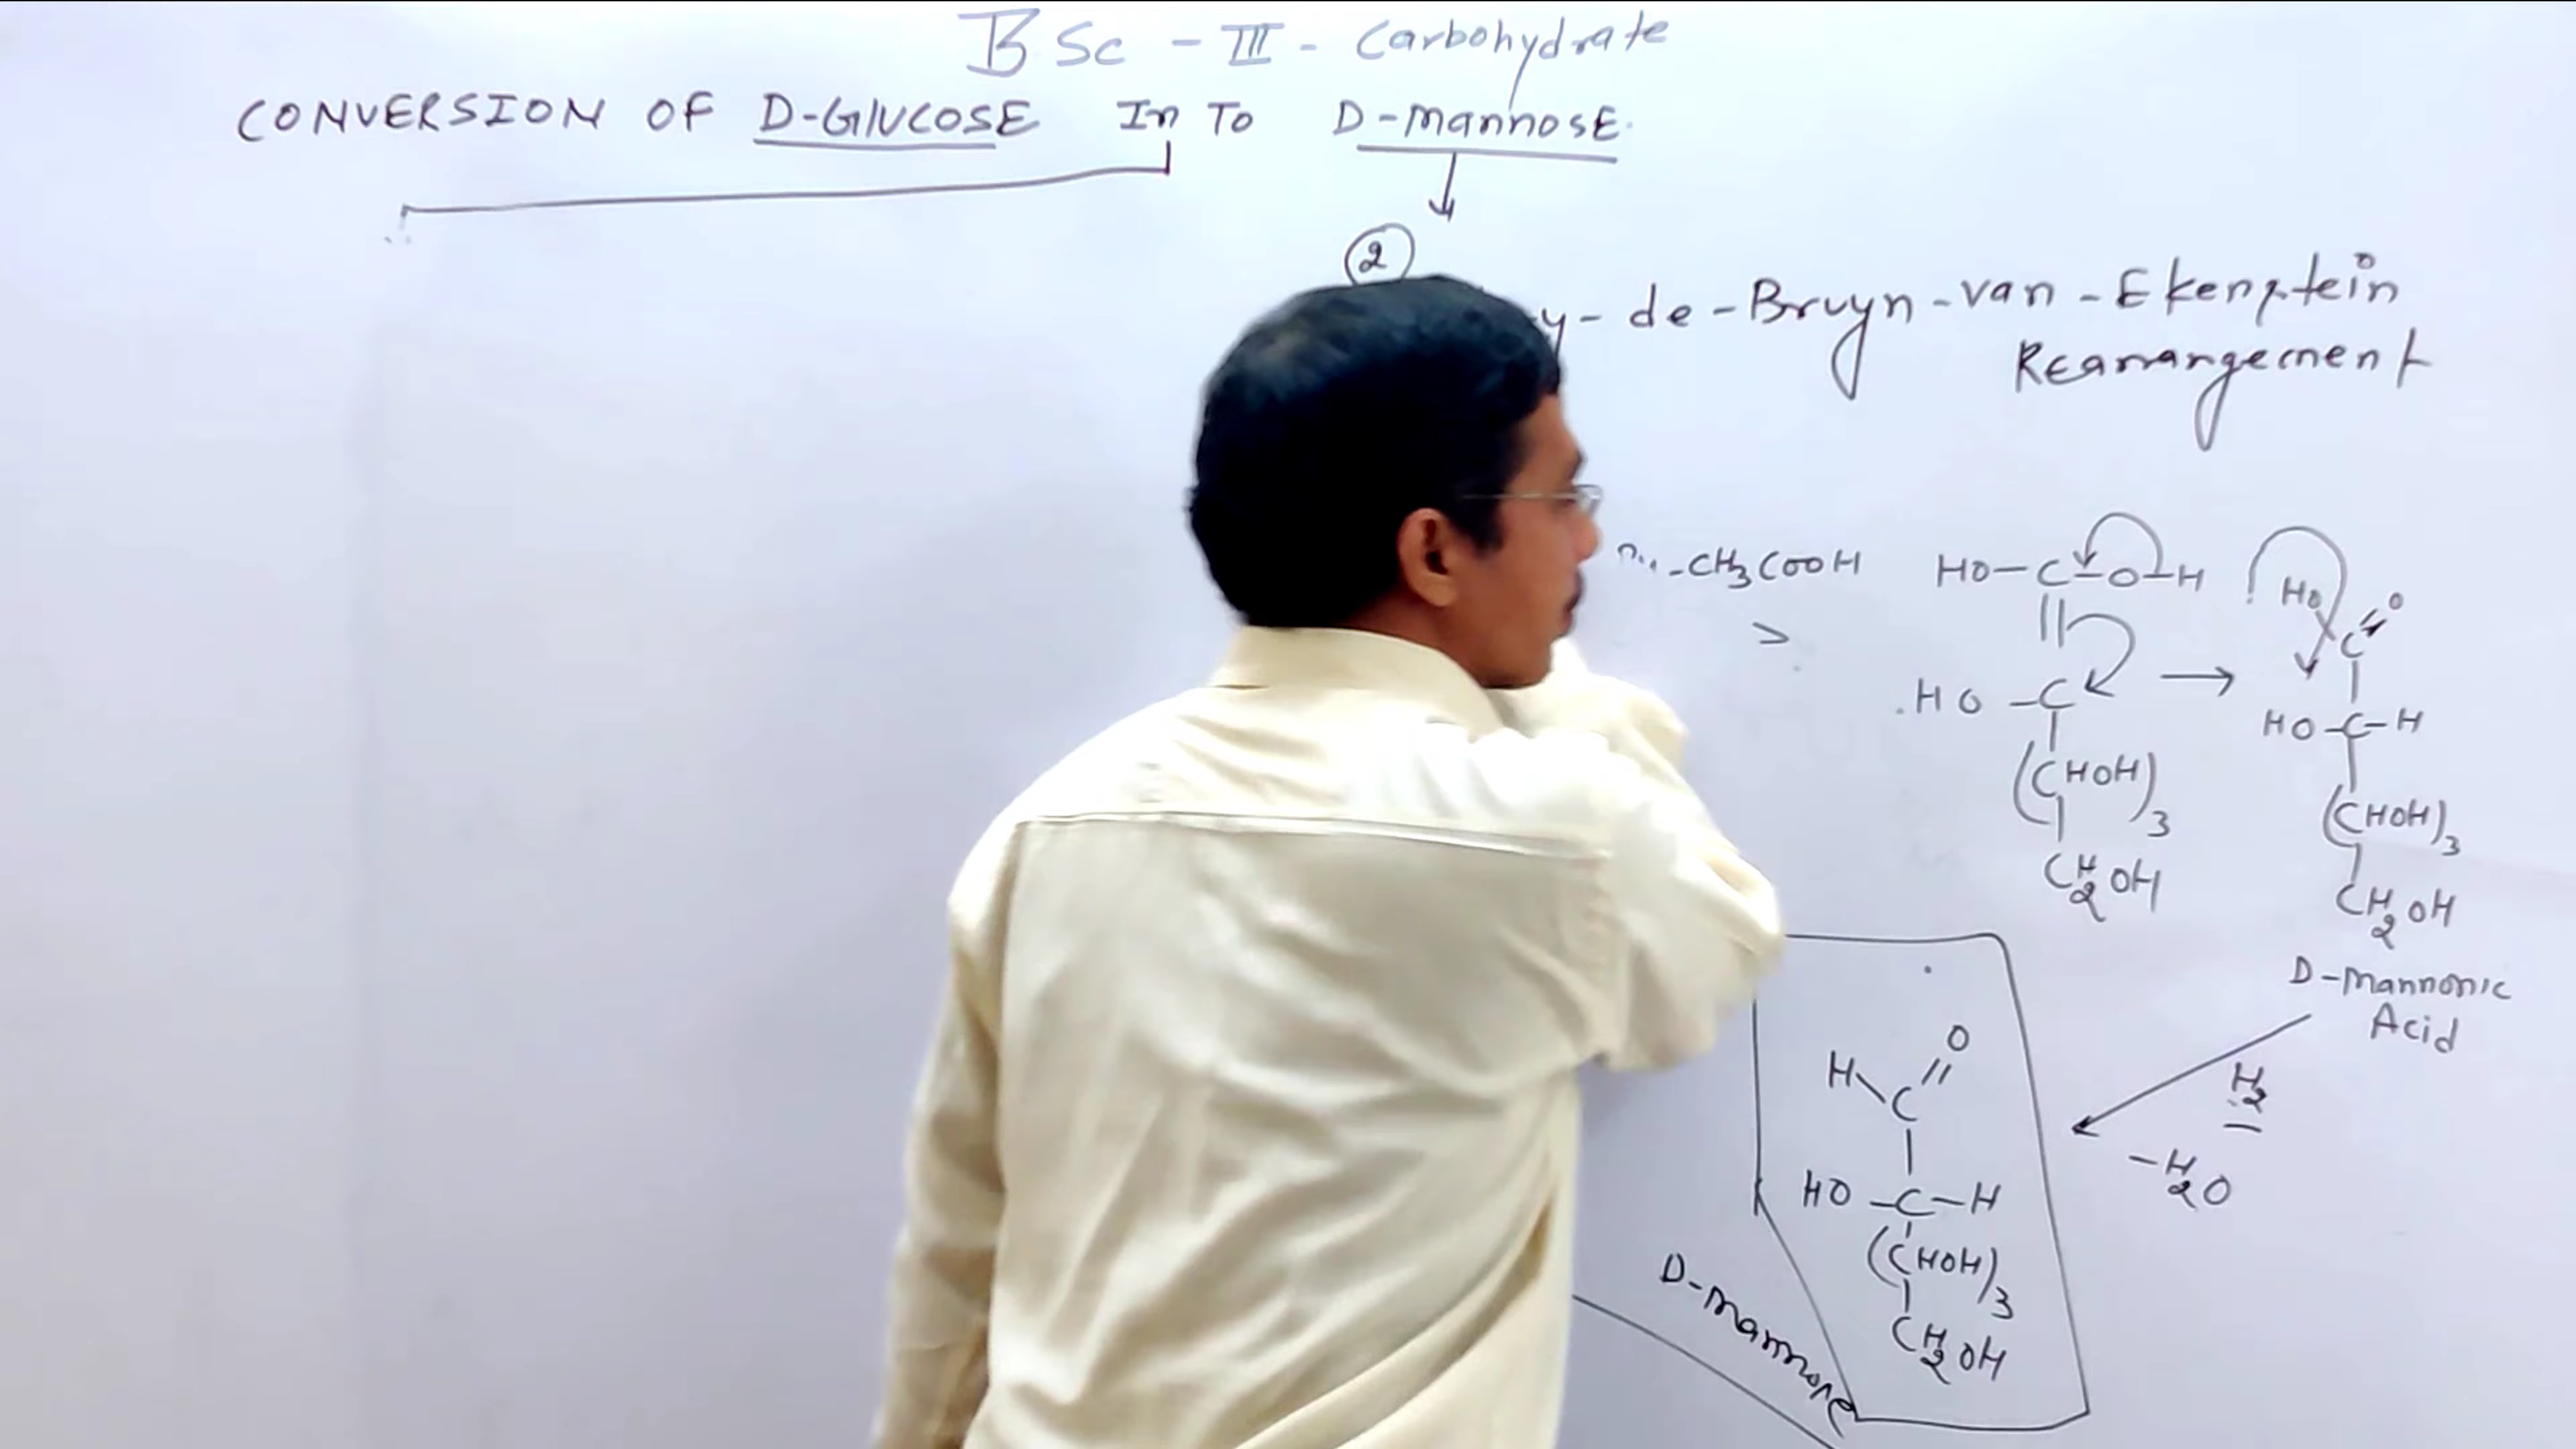 BSc - III - Carbohydrate
CONVERSION OF D-GlUCOSE In To D-mannosE.
2
y- de - Bruyn - van - Ekenstein
Rearrangement
-CH3COOH
>
HO-C-O-H
HO-C
(CHOH)3
CH2OH
HO O
C
HO-C-H
(CHOH)3
CH2OH
D-Mannonic
Acid
H2
-H2O
H O
C
HO-C-H
(CHOH)3
CH2OH
D-mannose